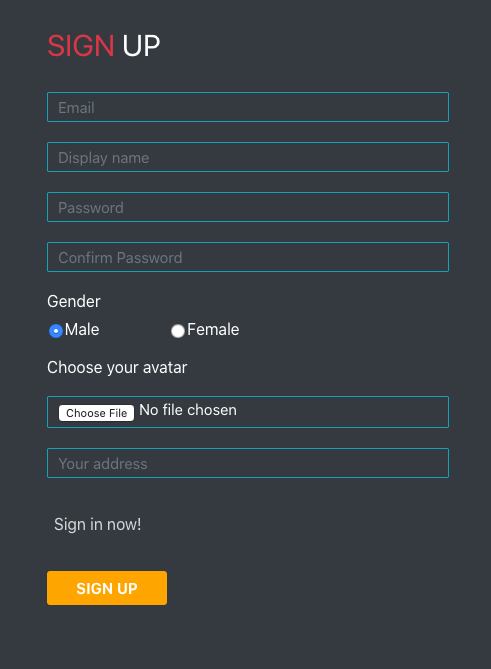 SIGN UP
Email
Display name
Password
Confirm Password
Gender
Male Female
Choose your avatar
Choose File No file chosen
Your address
Sign in now!
SIGN UP